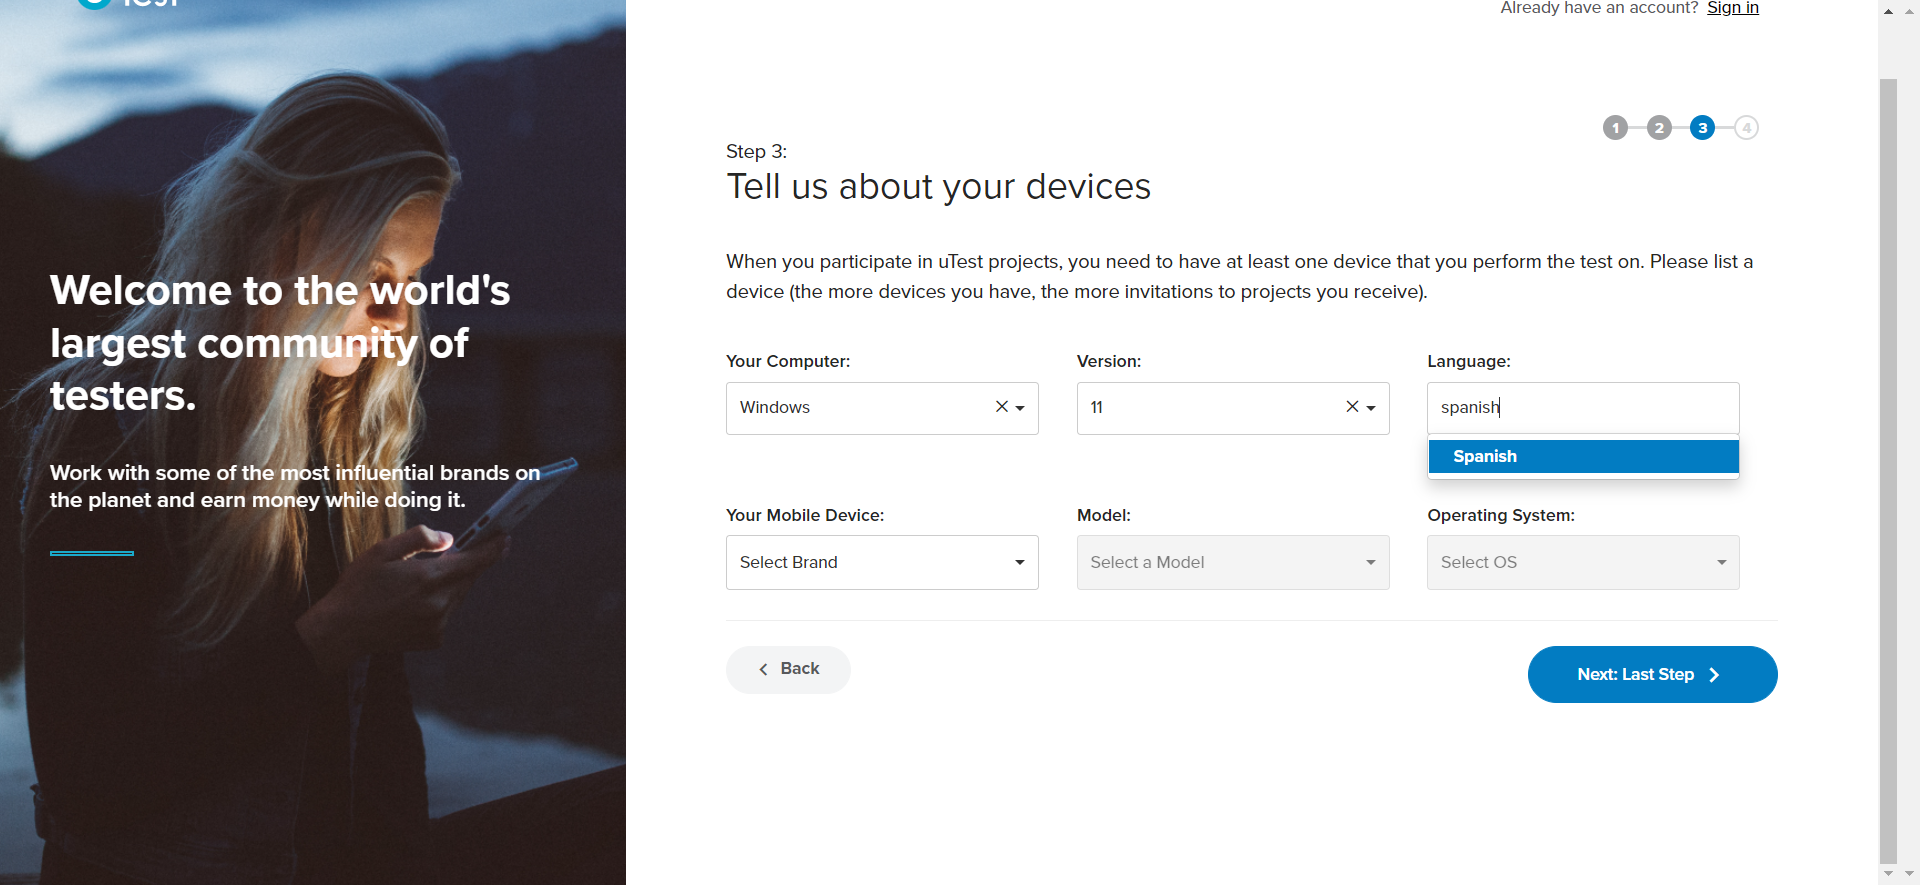 Already have an account? Sign in
1 2 3 4
Step 3:
Tell us about your devices
Welcome to the world's
largest community of
testers.
Work with some of the most influential brands on
the planet and earn money while doing it.
When you participate in uTest projects, you need to have at least one device that you perform the test on. Please list a
device (the more devices you have, the more invitations to projects you receive).
Your Computer: Version: Language:
Windows 11 spanish
Spanish
Your Mobile Device: Model: Operating System:
Select Brand Select a Model Select OS
Back Next: Last Step